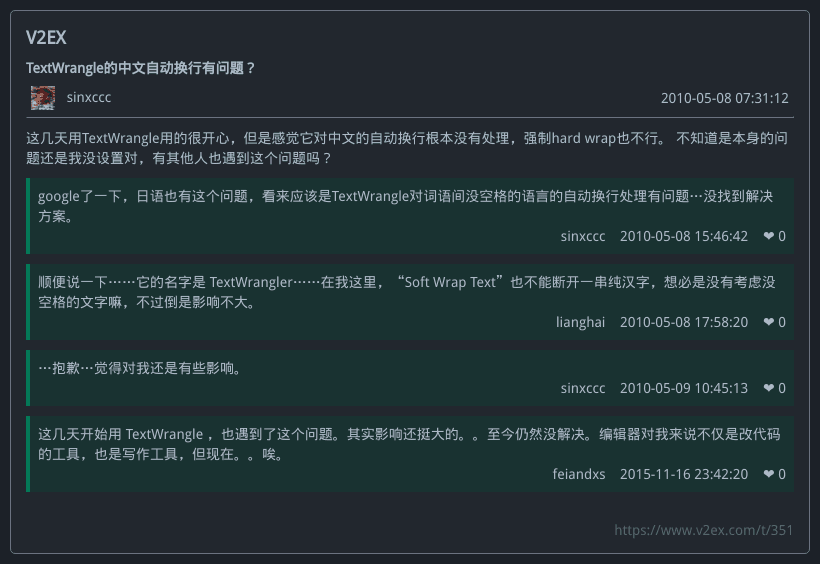 V2EX
TextWrangle的中文自动换行有问题？
sinxccc
2010-05-08 07:31:12
这几天用TextWrangle用的很开心，但是感觉它对中文的自动换行根本没有处理，强制hard wrap也不行。 不知道是本身的问
题还是我没设置对，有其他人也遇到这个问题吗？
google了一下，日语也有这个问题，看来应该是TextWrangle对词语间没空格的语言的自动换行处理有问题…没找到解决
方案。
sinxccc 2010-05-08 15:46:42 ❤ 0
顺便说一下……它的名字是 TextWrangler……在我这里，“Soft Wrap Text”也不能断开一串纯汉字，想必是没有考虑没
空格的文字嘛，不过倒是影响不大。
lianghai 2010-05-08 17:58:20 ❤ 0
…抱歉…觉得对我还是有些影响。
sinxccc 2010-05-09 10:45:13 ❤ 0
这几天开始用 TextWrangle ，也遇到了这个问题。其实影响还挺大的。。至今仍然没解决。编辑器对我来说不仅是改代码
的工具，也是写作工具，但现在。。唉。
feiandxs 2015-11-16 23:42:20 ❤ 0
https://www.v2ex.com/t/351